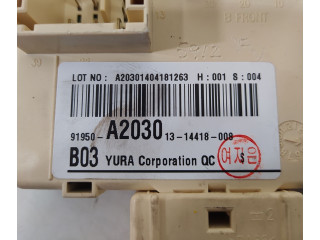 LOT NO : A20301404181263 H : 001 S : 004
91950-A2030 13-14418-008
B03 YURA Corporation QC